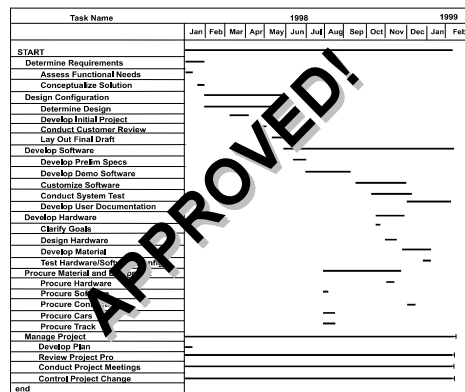 Task Name 1998 1999
Jan Feb Mar Apr May Jun Jul Aug Sep Oct Nov Dec Jan Feb
START
Determine Requirements
Assess Functional Needs
Conceptualize Solution
Design Configuration
Determine Design
Develop Initial Project
Conduct Customer Review
Lay Out Final Draft
Develop Software
Develop Prelim Specs
Develop Demo Software
Customize Software
Conduct System Test
Develop User Documentation
Develop Hardware
Clarify Goals
Design Hardware
Develop Material
Test Hardware/Software
Procure Material and
Procure Hardware
Procure
Procure
Procure Cars
Procure Track
Manage Project
Develop Plan
Review Project Pro
Conduct Project Meetings
Control Project Change
end
APPROVED!